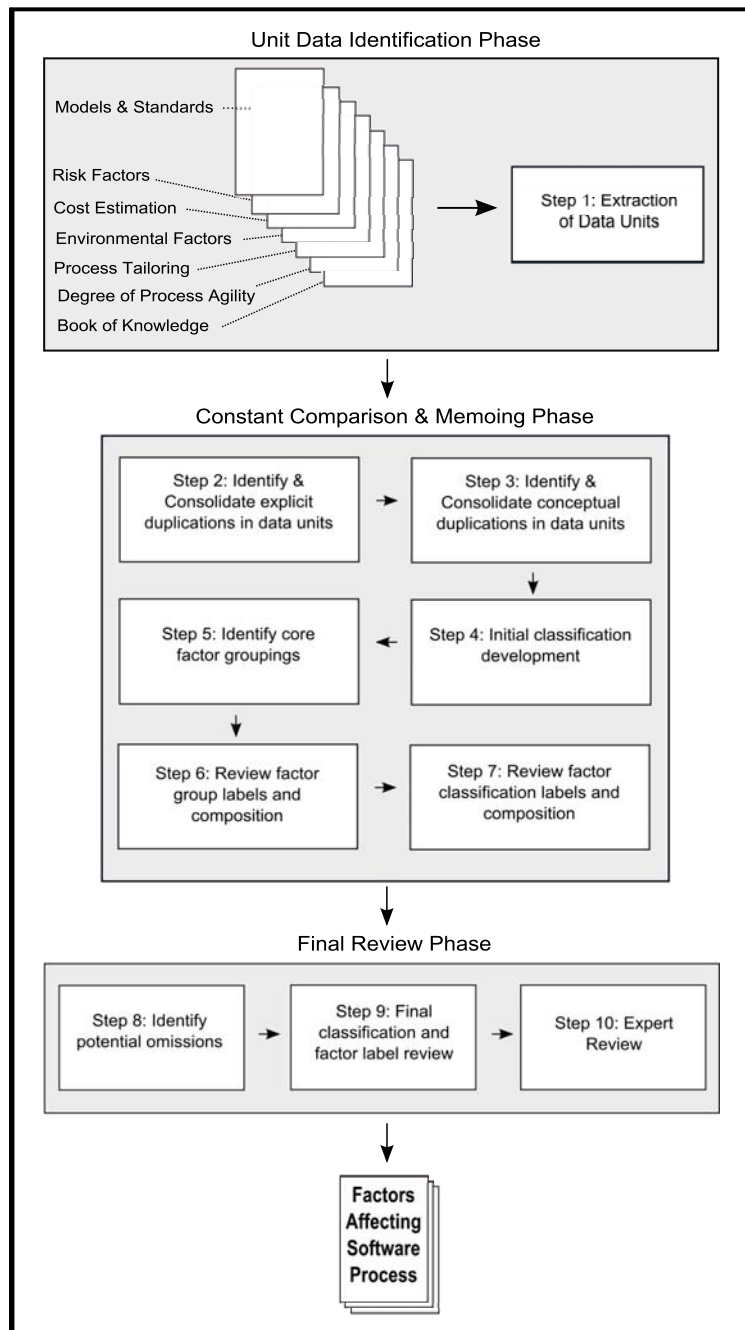 Unit Data Identification Phase
Models & Standards
Risk Factors
Cost Estimation
Environmental Factors
Process Tailoring
Degree of Process Agility
Book of Knowledge
Step 1: Extraction
of Data Units
Constant Comparison & Memoing Phase
Step 2: Identify &
Consolidate explicit
duplications in data units
Step 3: Identify &
Consolidate conceptual
duplications in data units
Step 5: Identify core
factor groupings
Step 4: Initial classification
development
Step 6: Review factor
group labels and
composition
Step 7: Review factor
classification labels and
composition
Final Review Phase
Step 8: Identify
potential omissions
Step 9: Final
classification and
factor label review
Step 10: Expert
Review
Factors
Affecting
Software
Process